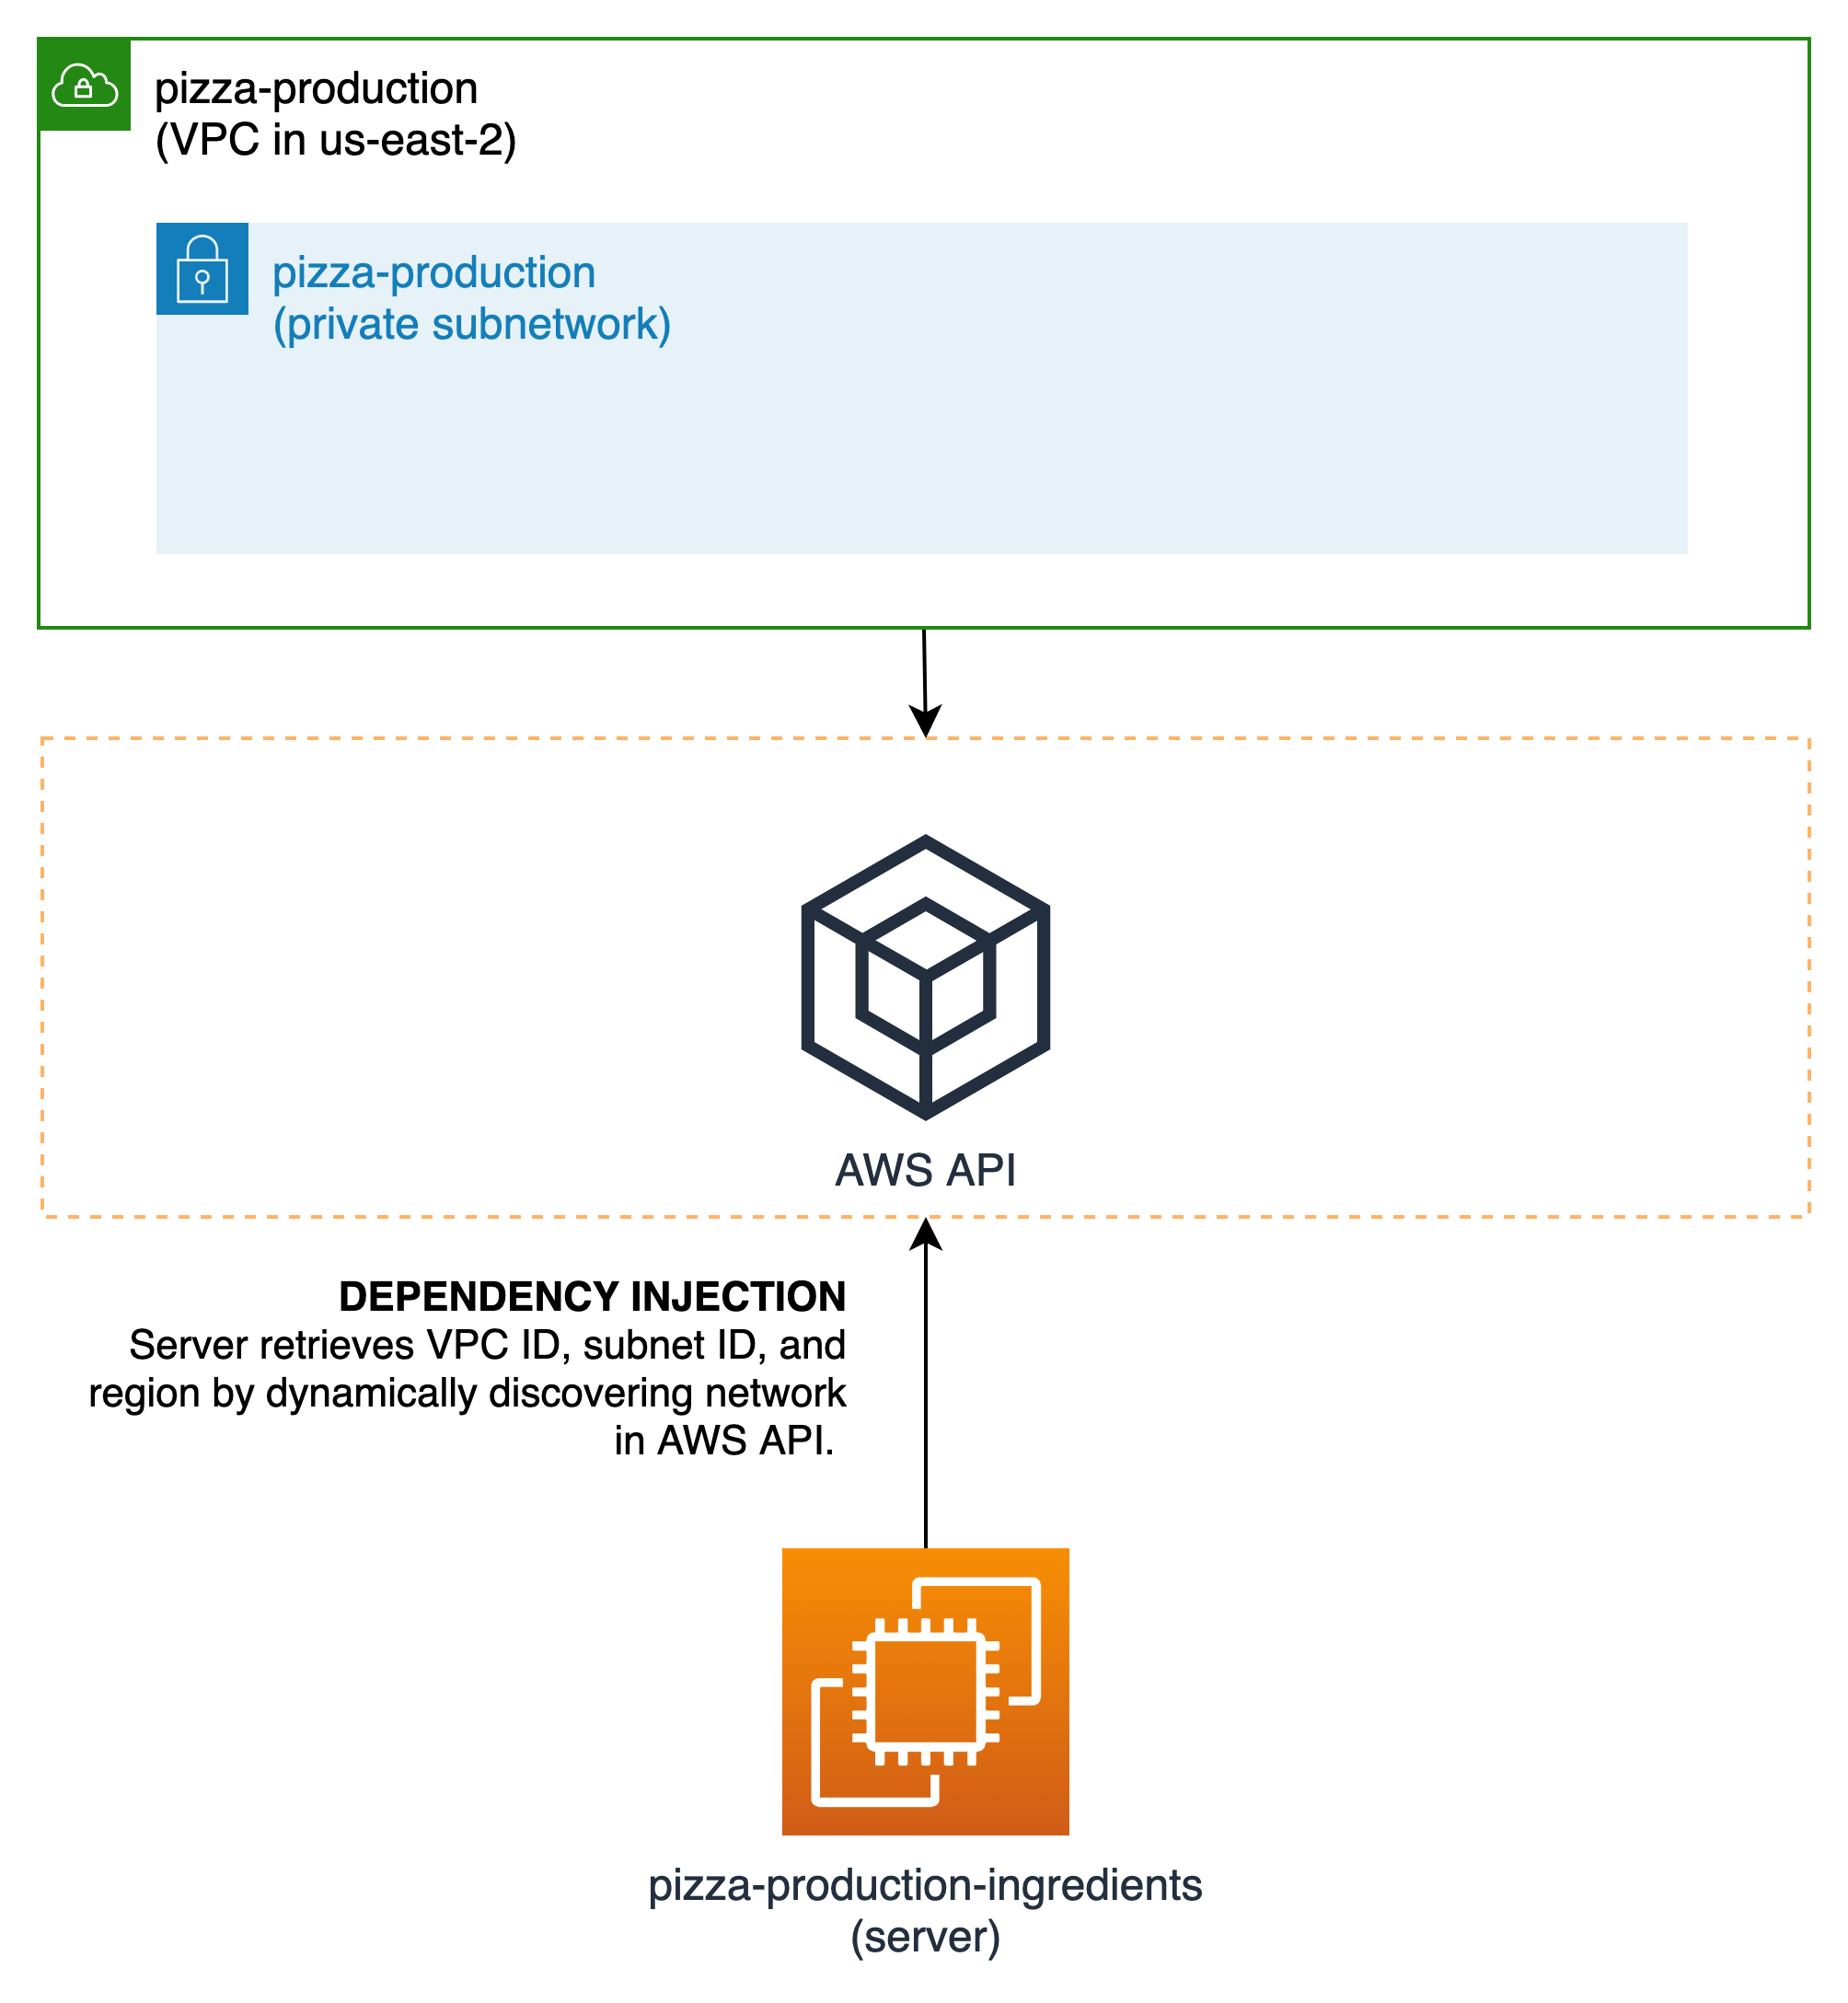 pizza-production
(VPC in us-east-2)
pizza-production
(private subnetwork)
AWS API
DEPENDENCY INJECTION
Server retrieves VPC ID, subnet ID, and
region by dynamically discovering network
in AWS API.
pizza-production-ingredients
(server)